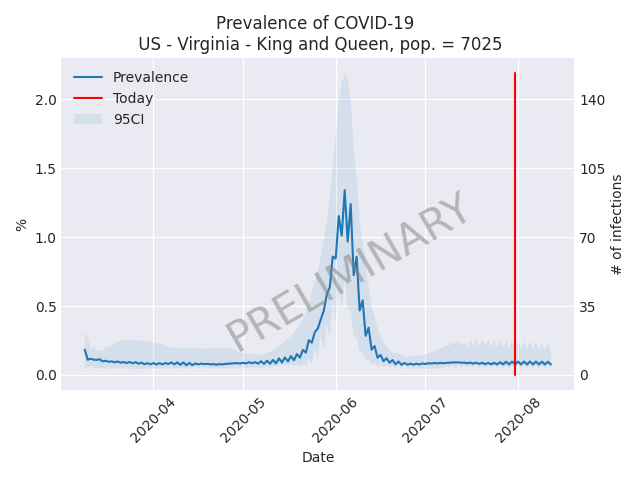 Prevalence of COVID-19
US - Virginia - King and Queen, pop. = 7025
Prevalence
Today
95CI
2.0
1.5
1.0
0.5
0.0
%
140
105
70
35
0
# of infections
PRELIMINARY
2020-04
2020-05
2020-06
2020-07
2020-08
Date